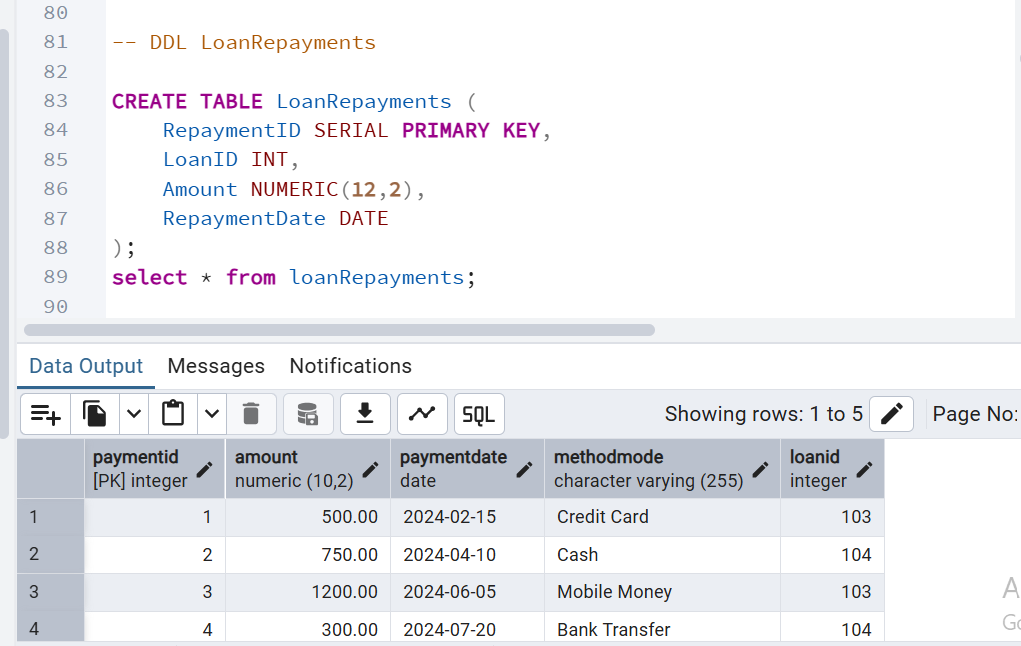 80
81 -- DDL LoanRepayments
82
83 CREATE TABLE LoanRepayments (
84 RepaymentID SERIAL PRIMARY KEY,
85 LoanID INT,
86 Amount NUMERIC(12,2),
87 RepaymentDate DATE
88 );
89 select * from loanRepayments;
90
Data Output Messages Notifications
SQL Showing rows: 1 to 5 Page No:
paymentid amount paymentdate methodmode loanid
[PK] integer numeric (10,2) date character varying (255) integer
1 1 500.00 2024-02-15 Credit Card 103
2 2 750.00 2024-04-10 Cash 104
3 3 1200.00 2024-06-05 Mobile Money 103
4 4 300.00 2024-07-20 Bank Transfer 104